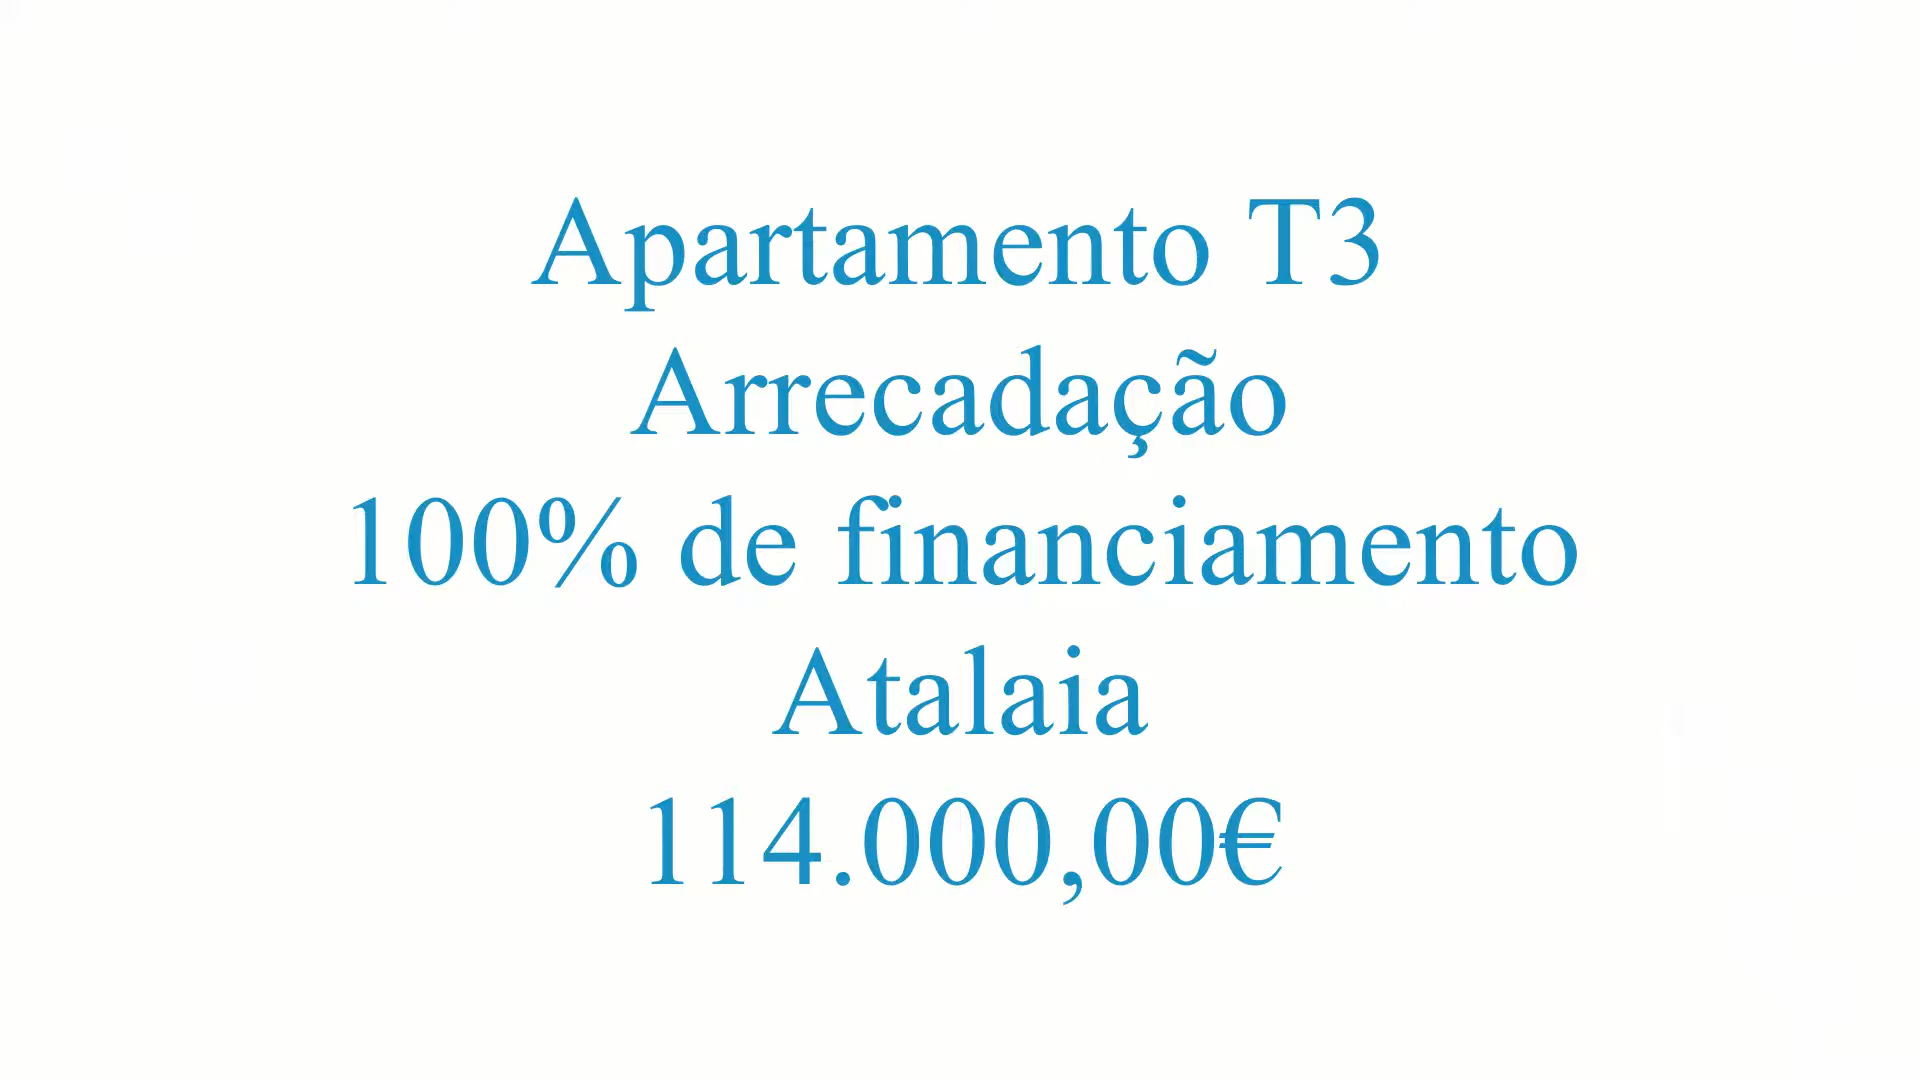 Apartamento T3
Arrecadação
100% de financiamento
Atalaia
114.000,00€